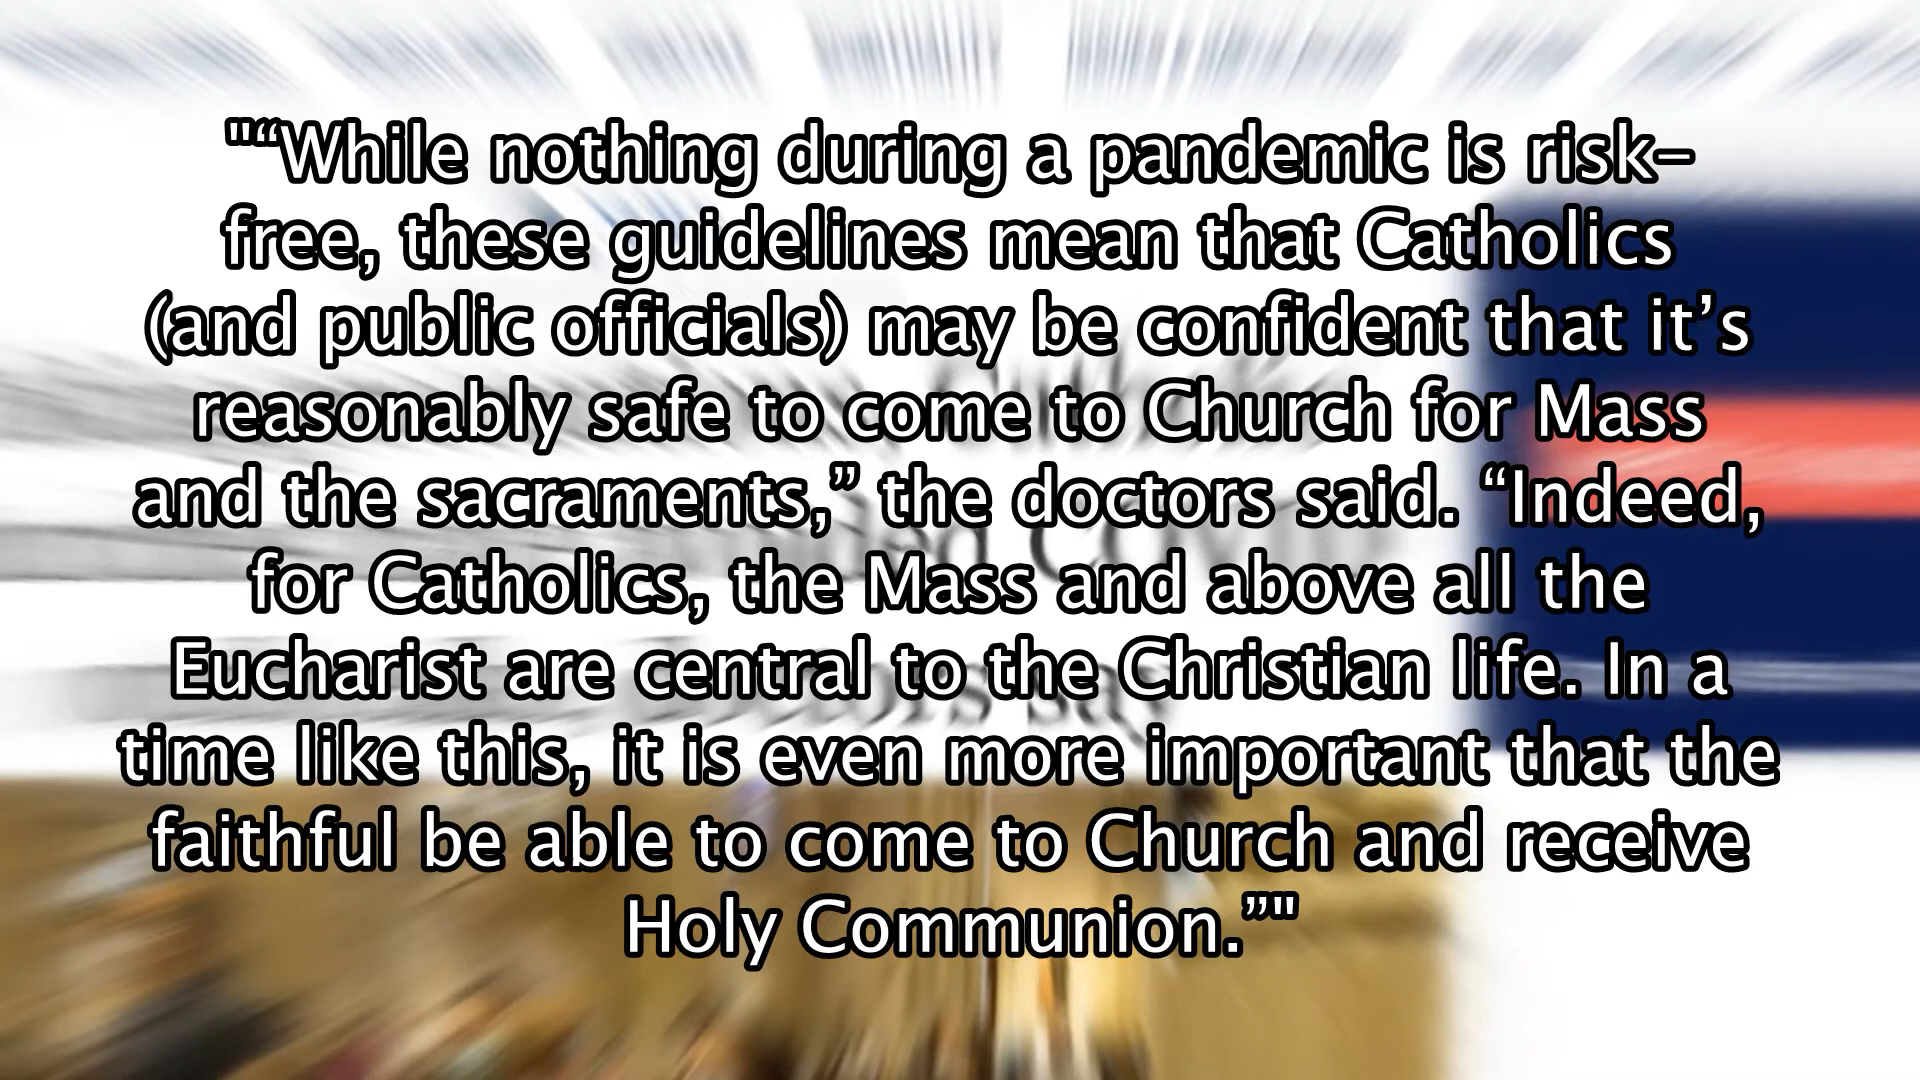 "“While nothing during a pandemic is risk-
free, these guidelines mean that Catholics
(and public officials) may be confident that it’s
reasonably safe to come to Church for Mass
and the sacraments,” the doctors said. “Indeed,
for Catholics, the Mass and above all the
Eucharist are central to the Christian life. In a
time like this, it is even more important that the
faithful be able to come to Church and receive
Holy Communion.”"